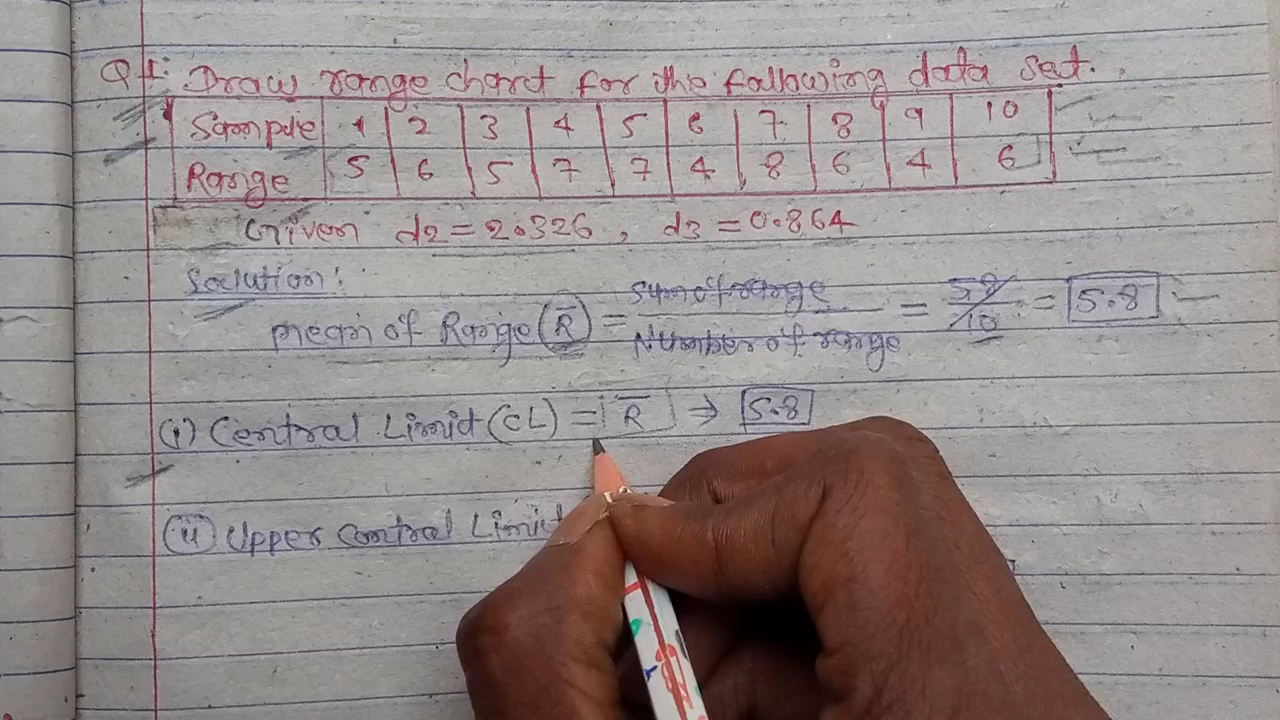 Q1: Draw range chart for the following data set.
Sample 1 2 3 4 5 6 7 8 9 10
Range 5 6 5 7 7 4 8 6 4 6
Given d2 = 2.326, d3 = 0.864
Solution:
mean of Range (R̅) = Sum of range / Number of range = 58/10 = 5.8
(i) Central Limit (CL) = R̅ ⇒ 5.8
(ii) Upper Control Limit